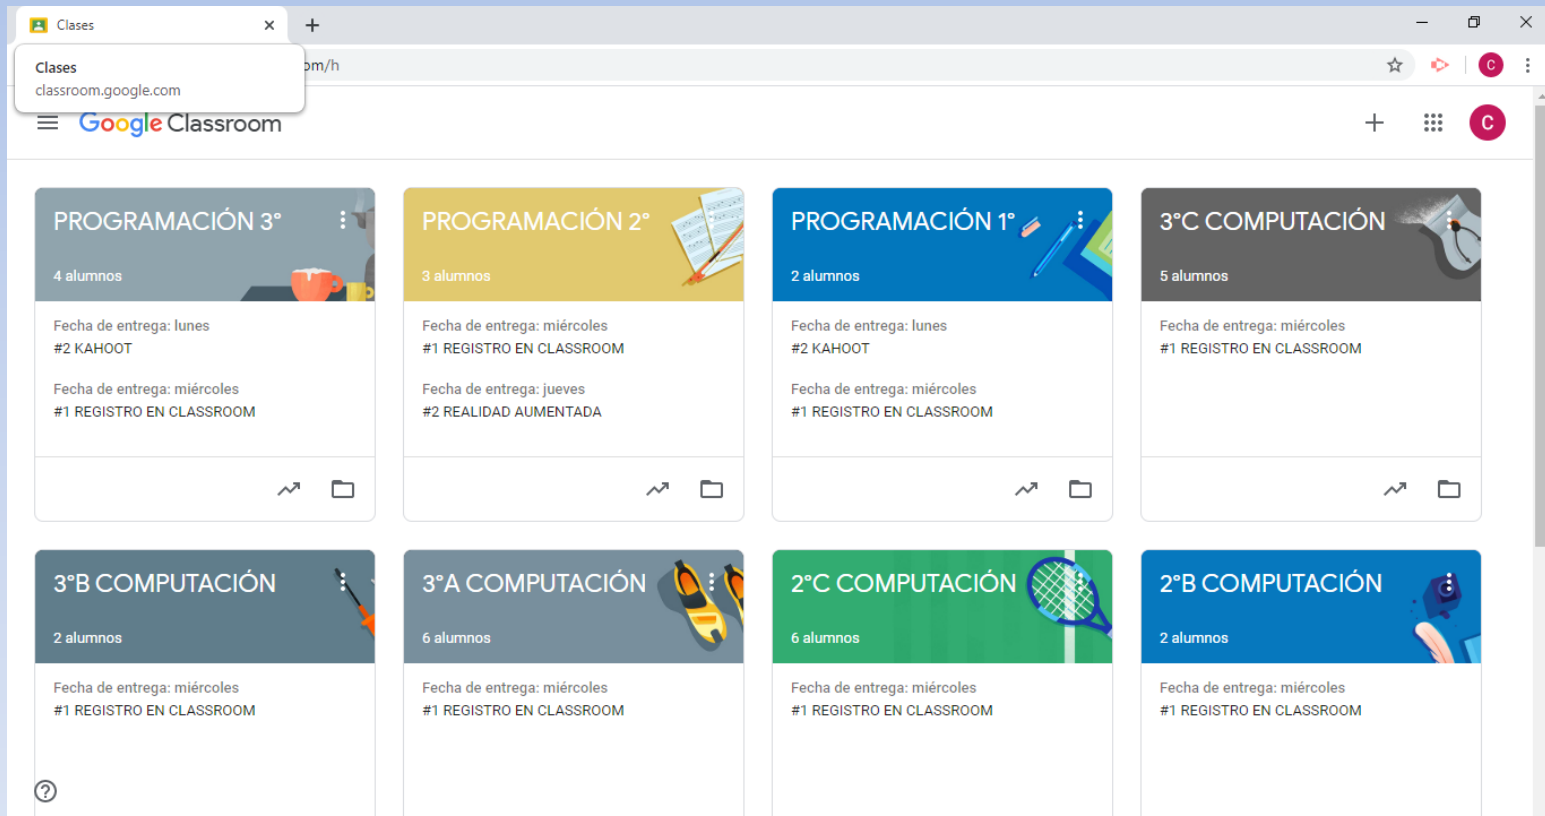 Clases
Clases
classroom.google.com
om/h
C
Google Classroom
C
PROGRAMACIÓN 3°
4 alumnos
Fecha de entrega: lunes
#2 KAHOOT
Fecha de entrega: miércoles
#1 REGISTRO EN CLASSROOM
PROGRAMACIÓN 2°
3 alumnos
Fecha de entrega: miércoles
#1 REGISTRO EN CLASSROOM
Fecha de entrega: jueves
#2 REALIDAD AUMENTADA
PROGRAMACIÓN 1°
2 alumnos
Fecha de entrega: lunes
#2 KAHOOT
Fecha de entrega: miércoles
#1 REGISTRO EN CLASSROOM
3°C COMPUTACIÓN
5 alumnos
Fecha de entrega: miércoles
#1 REGISTRO EN CLASSROOM
3°B COMPUTACIÓN
2 alumnos
Fecha de entrega: miércoles
#1 REGISTRO EN CLASSROOM
3°A COMPUTACIÓN
6 alumnos
Fecha de entrega: miércoles
#1 REGISTRO EN CLASSROOM
2°C COMPUTACIÓN
6 alumnos
Fecha de entrega: miércoles
#1 REGISTRO EN CLASSROOM
2°B COMPUTACIÓN
2 alumnos
Fecha de entrega: miércoles
#1 REGISTRO EN CLASSROOM